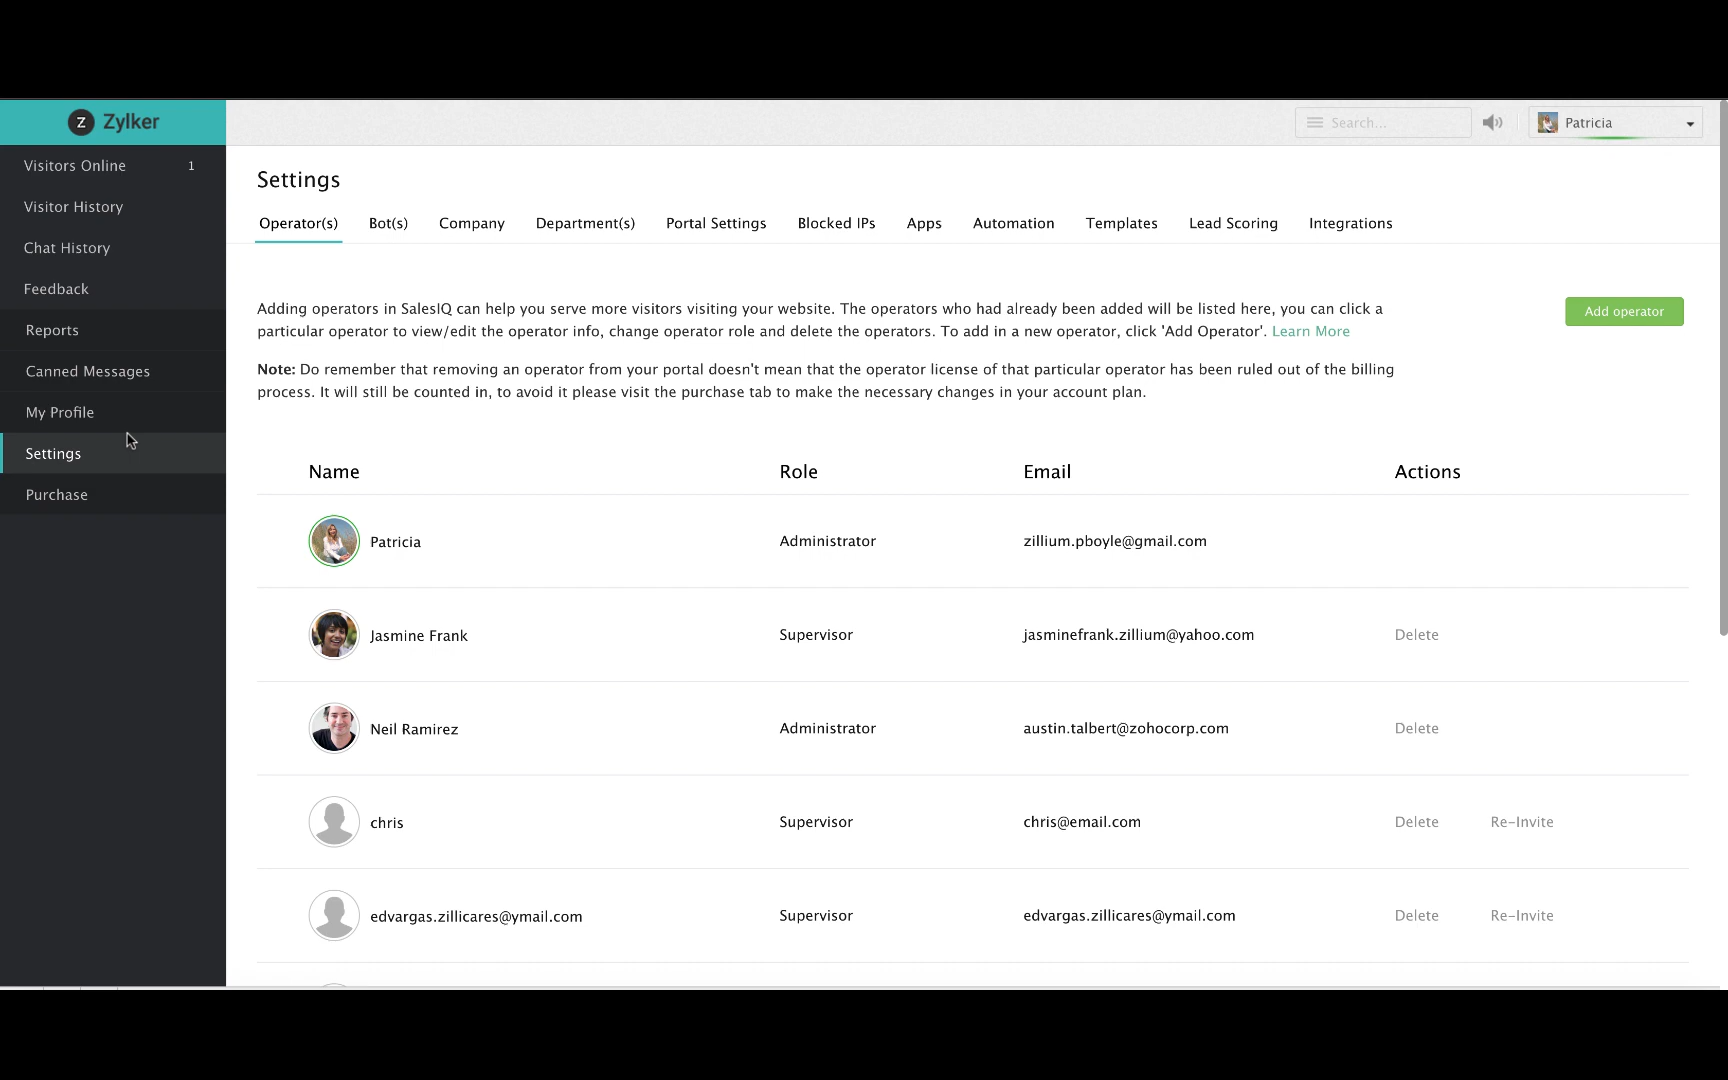 Z Zylker
Search...
Patricia
Visitors Online 1
Visitor History
Chat History
Feedback
Reports
Canned Messages
My Profile
Settings
Purchase
Settings
Operator(s) Bot(s) Company Department(s) Portal Settings Blocked IPs Apps Automation Templates Lead Scoring Integrations
Adding operators in SalesIQ can help you serve more visitors visiting your website. The operators who had already been added will be listed here, you can click a
particular operator to view/edit the operator info, change operator role and delete the operators. To add in a new operator, click 'Add Operator'. Learn More
Add operator
Note: Do remember that removing an operator from your portal doesn't mean that the operator license of that particular operator has been ruled out of the billing
process. It will still be counted in, to avoid it please visit the purchase tab to make the necessary changes in your account plan.
Name Role Email Actions
Patricia Administrator zillium.pboyle@gmail.com
Jasmine Frank Supervisor jasminefrank.zillium@yahoo.com Delete
Neil Ramirez Administrator austin.talbert@zohocorp.com Delete
chris Supervisor chris@email.com Delete Re-Invite
edvargas.zillicares@ymail.com Supervisor edvargas.zillicares@ymail.com Delete Re-Invite